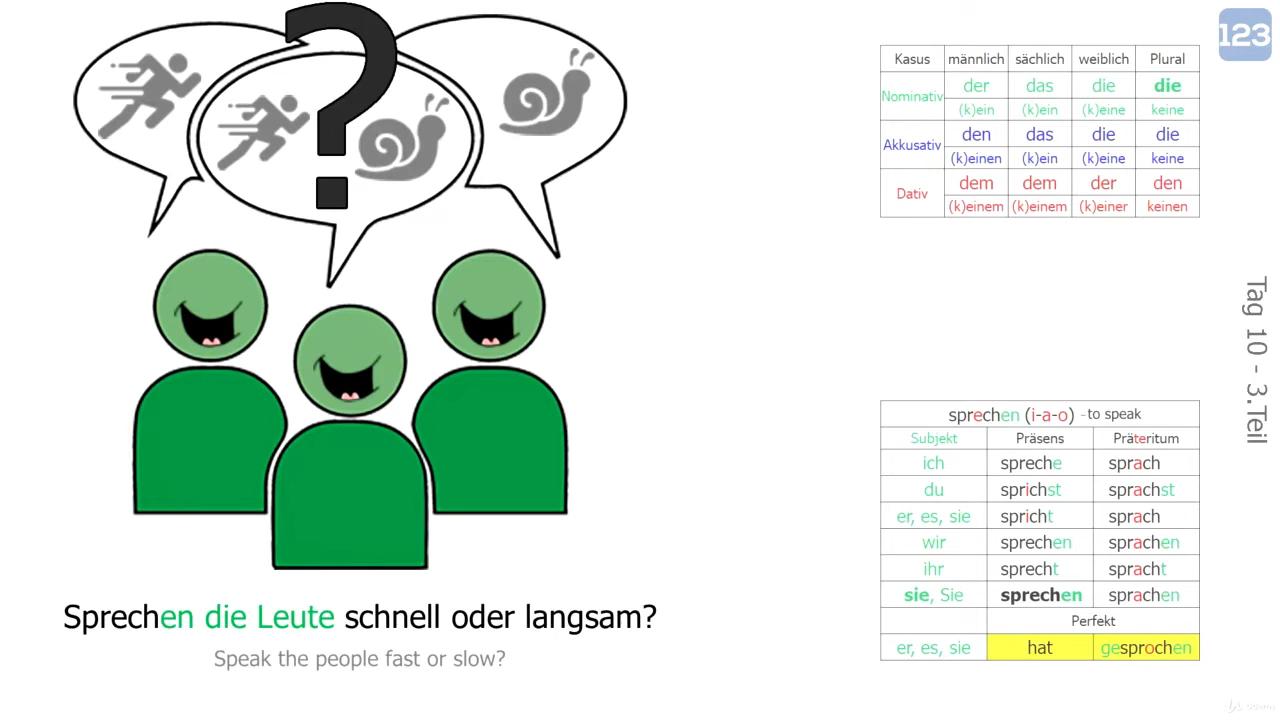 123
?
Kasus männlich sächlich weiblich Plural
Nominativ der das die die
(k)ein (k)ein (k)eine keine
Akkusativ den das die die
(k)einen (k)ein (k)eine keine
Dativ dem dem der den
(k)einem (k)einem (k)einer keinen
Tag 10 - 3.Teil
sprechen (i-a-o) - to speak
Subjekt Präsens Präteritum
ich spreche sprach
du sprichst sprachst
er, es, sie spricht sprach
wir sprechen sprachen
ihr sprecht spracht
sie, Sie sprechen sprachen
Perfekt
er, es, sie hat gesprochen
Sprechen die Leute schnell oder langsam?
Speak the people fast or slow?